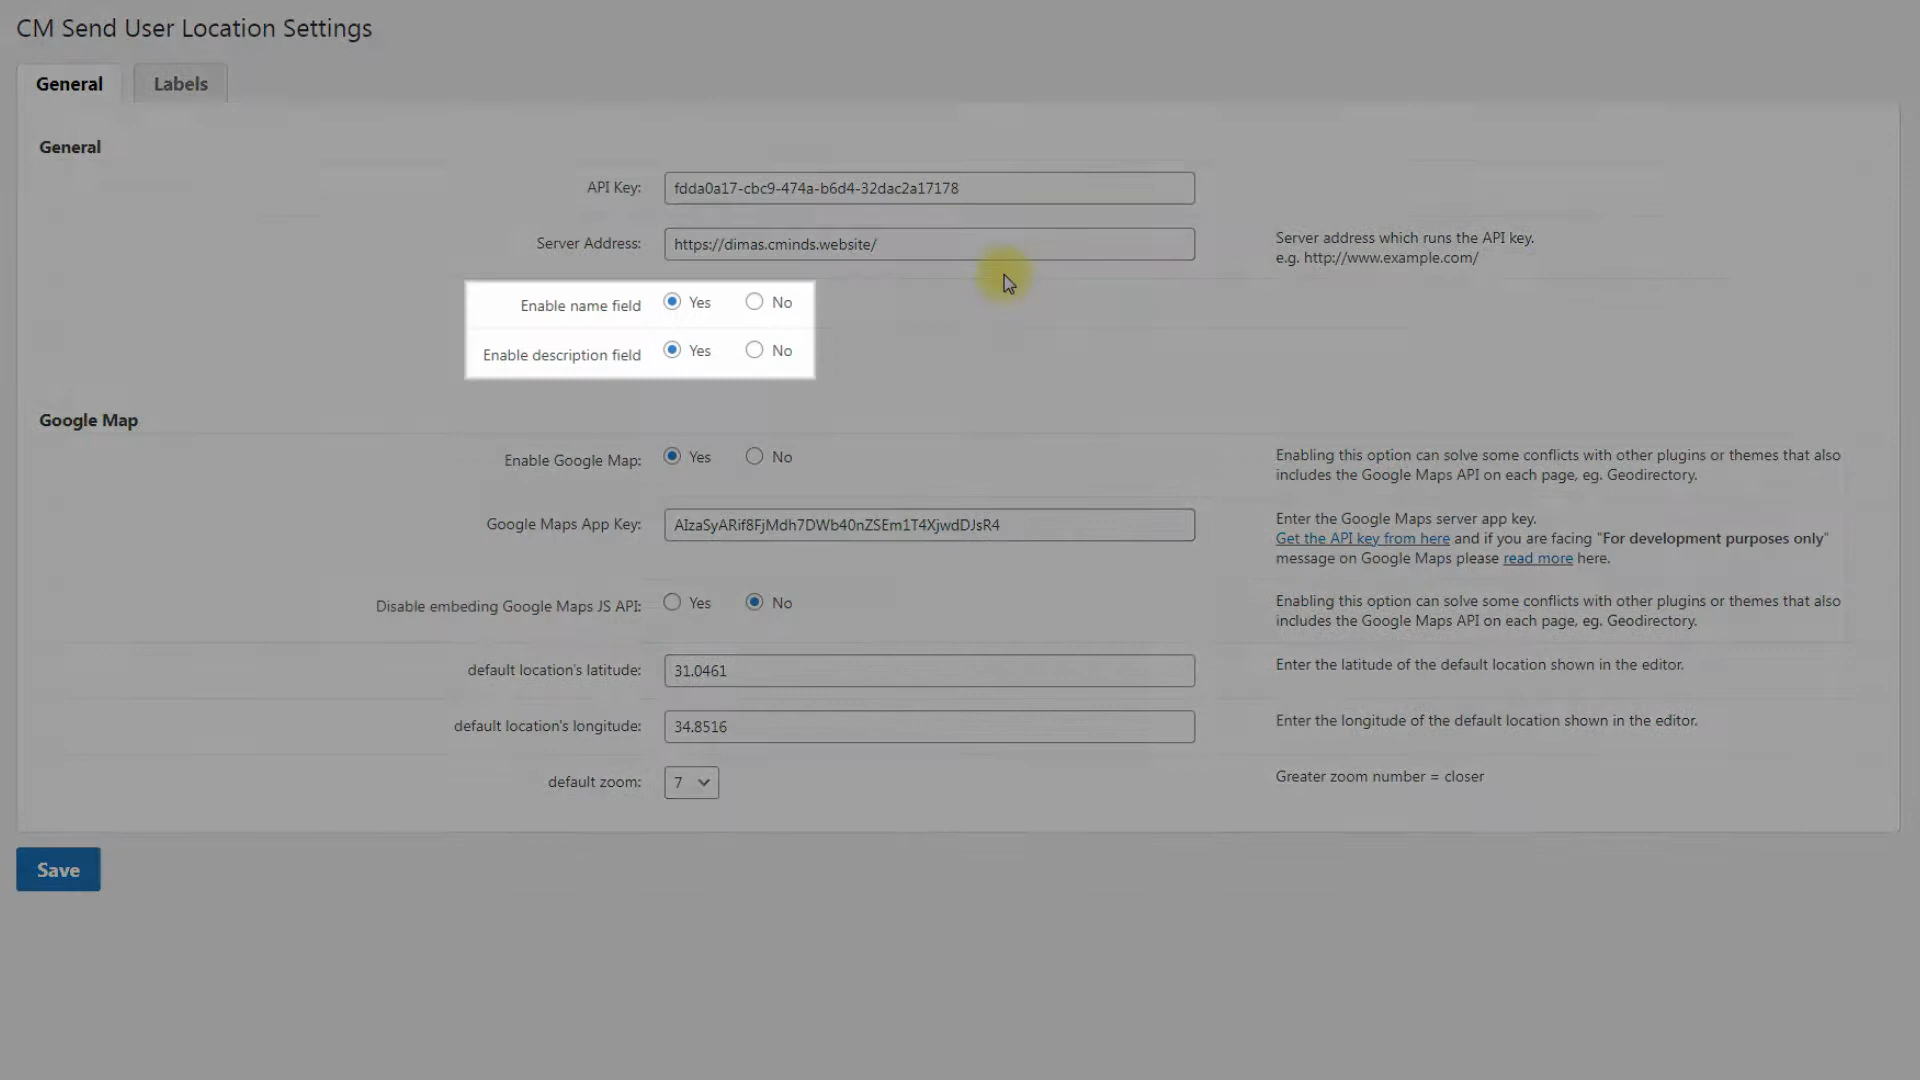 CM Send User Location Settings
General
Labels
General
API Key:
fdda0a17-cbc9-474a-b6d4-32dac2a17178
Server Address:
https://dimas.cminds.website/
Server address which runs the API key.
e.g. http://www.example.com/
Enable name field
Yes
No
Enable description field
Yes
No
Google Map
Enable Google Map:
Yes
No
Enabling this option can solve some conflicts with other plugins or themes that also
includes the Google Maps API on each page, eg. Geodirectory.
Google Maps App Key:
AIzaSyARif8FjMdh7DWb40nZSEm1T4XjwdDJsR4
Enter the Google Maps server app key.
Get the API key from here and if you are facing "For development purposes only"
message on Google Maps please read more here.
Disable embeding Google Maps JS API:
Yes
No
Enabling this option can solve some conflicts with other plugins or themes that also
includes the Google Maps API on each page, eg. Geodirectory.
default location's latitude:
31.0461
Enter the latitude of the default location shown in the editor.
default location's longitude:
34.8516
Enter the longitude of the default location shown in the editor.
default zoom:
7
Greater zoom number = closer
Save